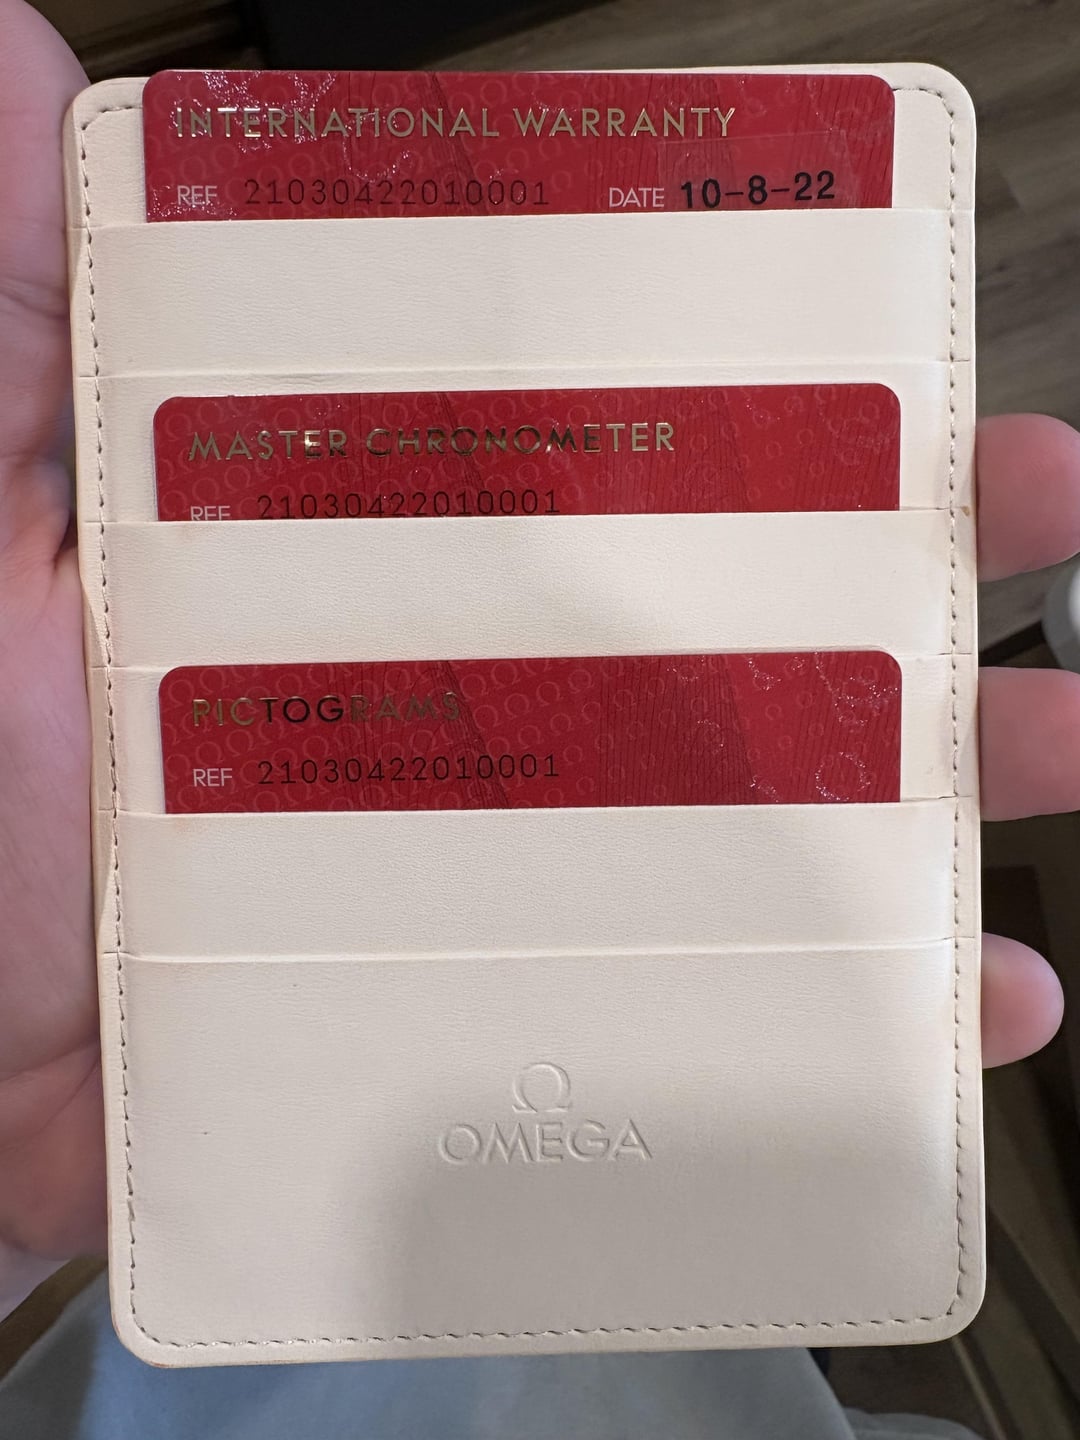 INTERNATIONAL WARRANTY
REF 21030422010001 DATE 10-8-22
MASTER CHRONOMETER
REF 21030422010001
PICTOGRAMS
REF 21030422010001
Ω
OMEGA